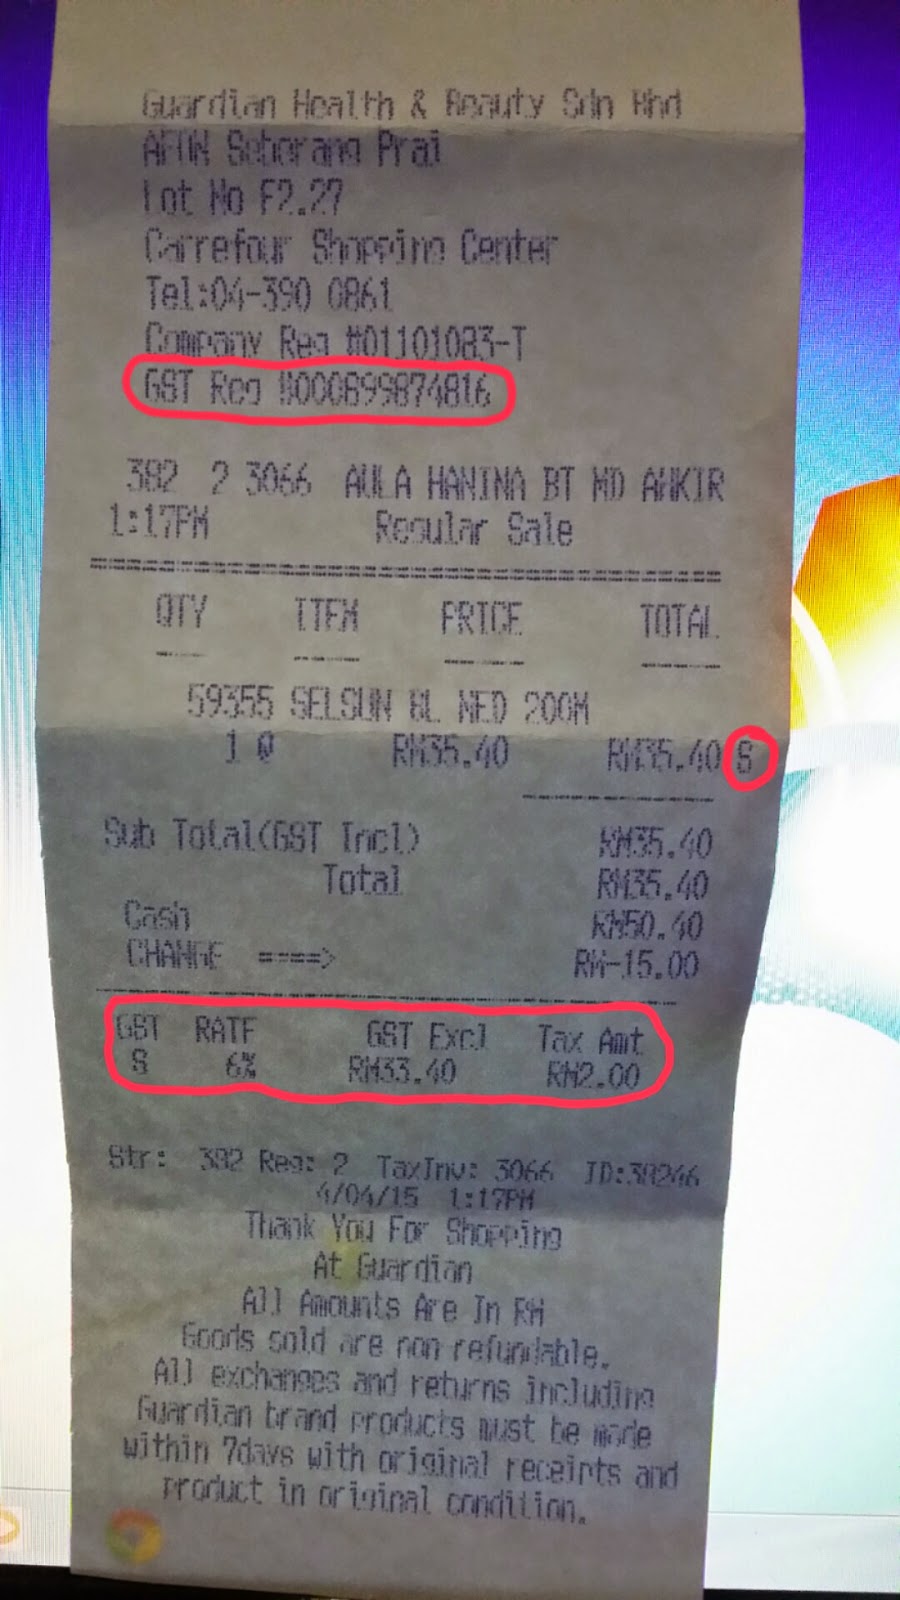 Guardian Health & Beauty Sdn Bhd
AEON Seberang Prai
Lot No F2.27
Carrefour Shopping Center
Tel:04-390 0861
Company Reg #01101083-T
GST Reg #000899874816
382 2 3066 AULA HANINA BT MD AHKIR
1:17PM Regular Sale
QTY ITEM PRICE TOTAL
59355 SELSUN BL MED 200M
1 @ RM35.40 RM35.40 S
Sub Total(GST Incl) RM35.40
Total RM35.40
Cash RM50.40
CHANGE ====> RM-15.00
GST RATE GST Excl Tax Amt
S 6% RM33.40 RM2.00
Str: 382 Reg: 2 TaxInv: 3066 ID:38246
4/04/15 1:17PM
Thank You For Shopping
At Guardian
All Amounts Are In RM
Goods sold are non refundable.
All exchanges and returns including
Guardian brand products must be made
within 7days with original receipts and
product in original condition.